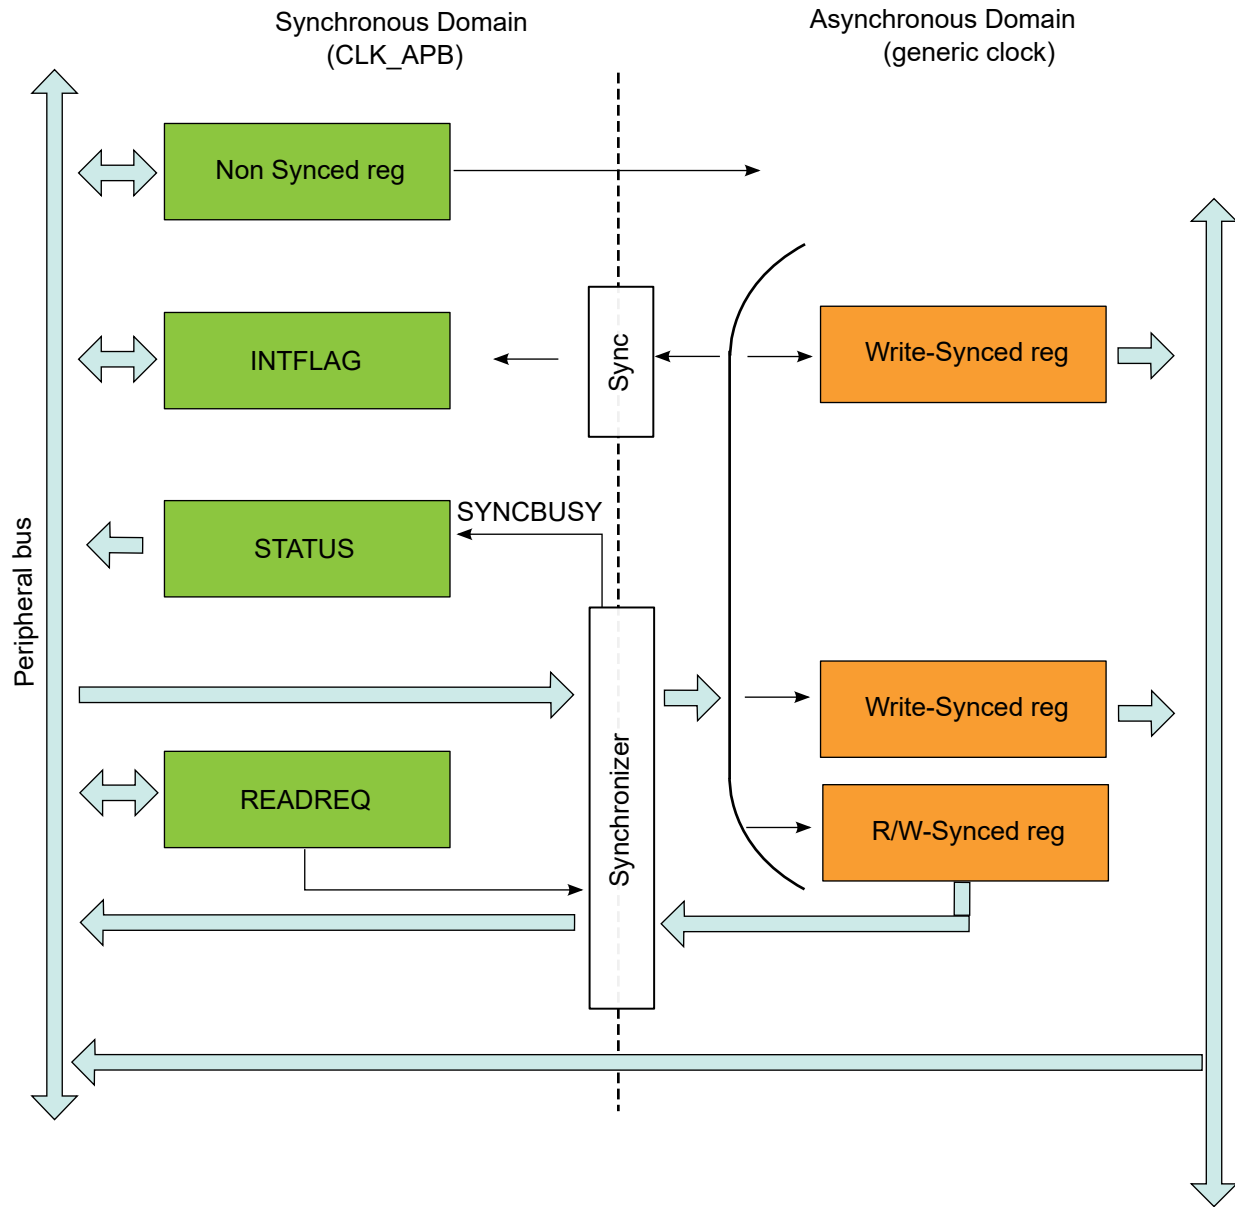 Synchronous Domain
(CLK_APB)
Asynchronous Domain
(generic clock)
Non Synced reg
INTFLAG
Sync
Write-Synced reg
SYNCBUSY
STATUS
Peripheral bus
Write-Synced reg
Synchronizer
READREQ
R/W-Synced reg